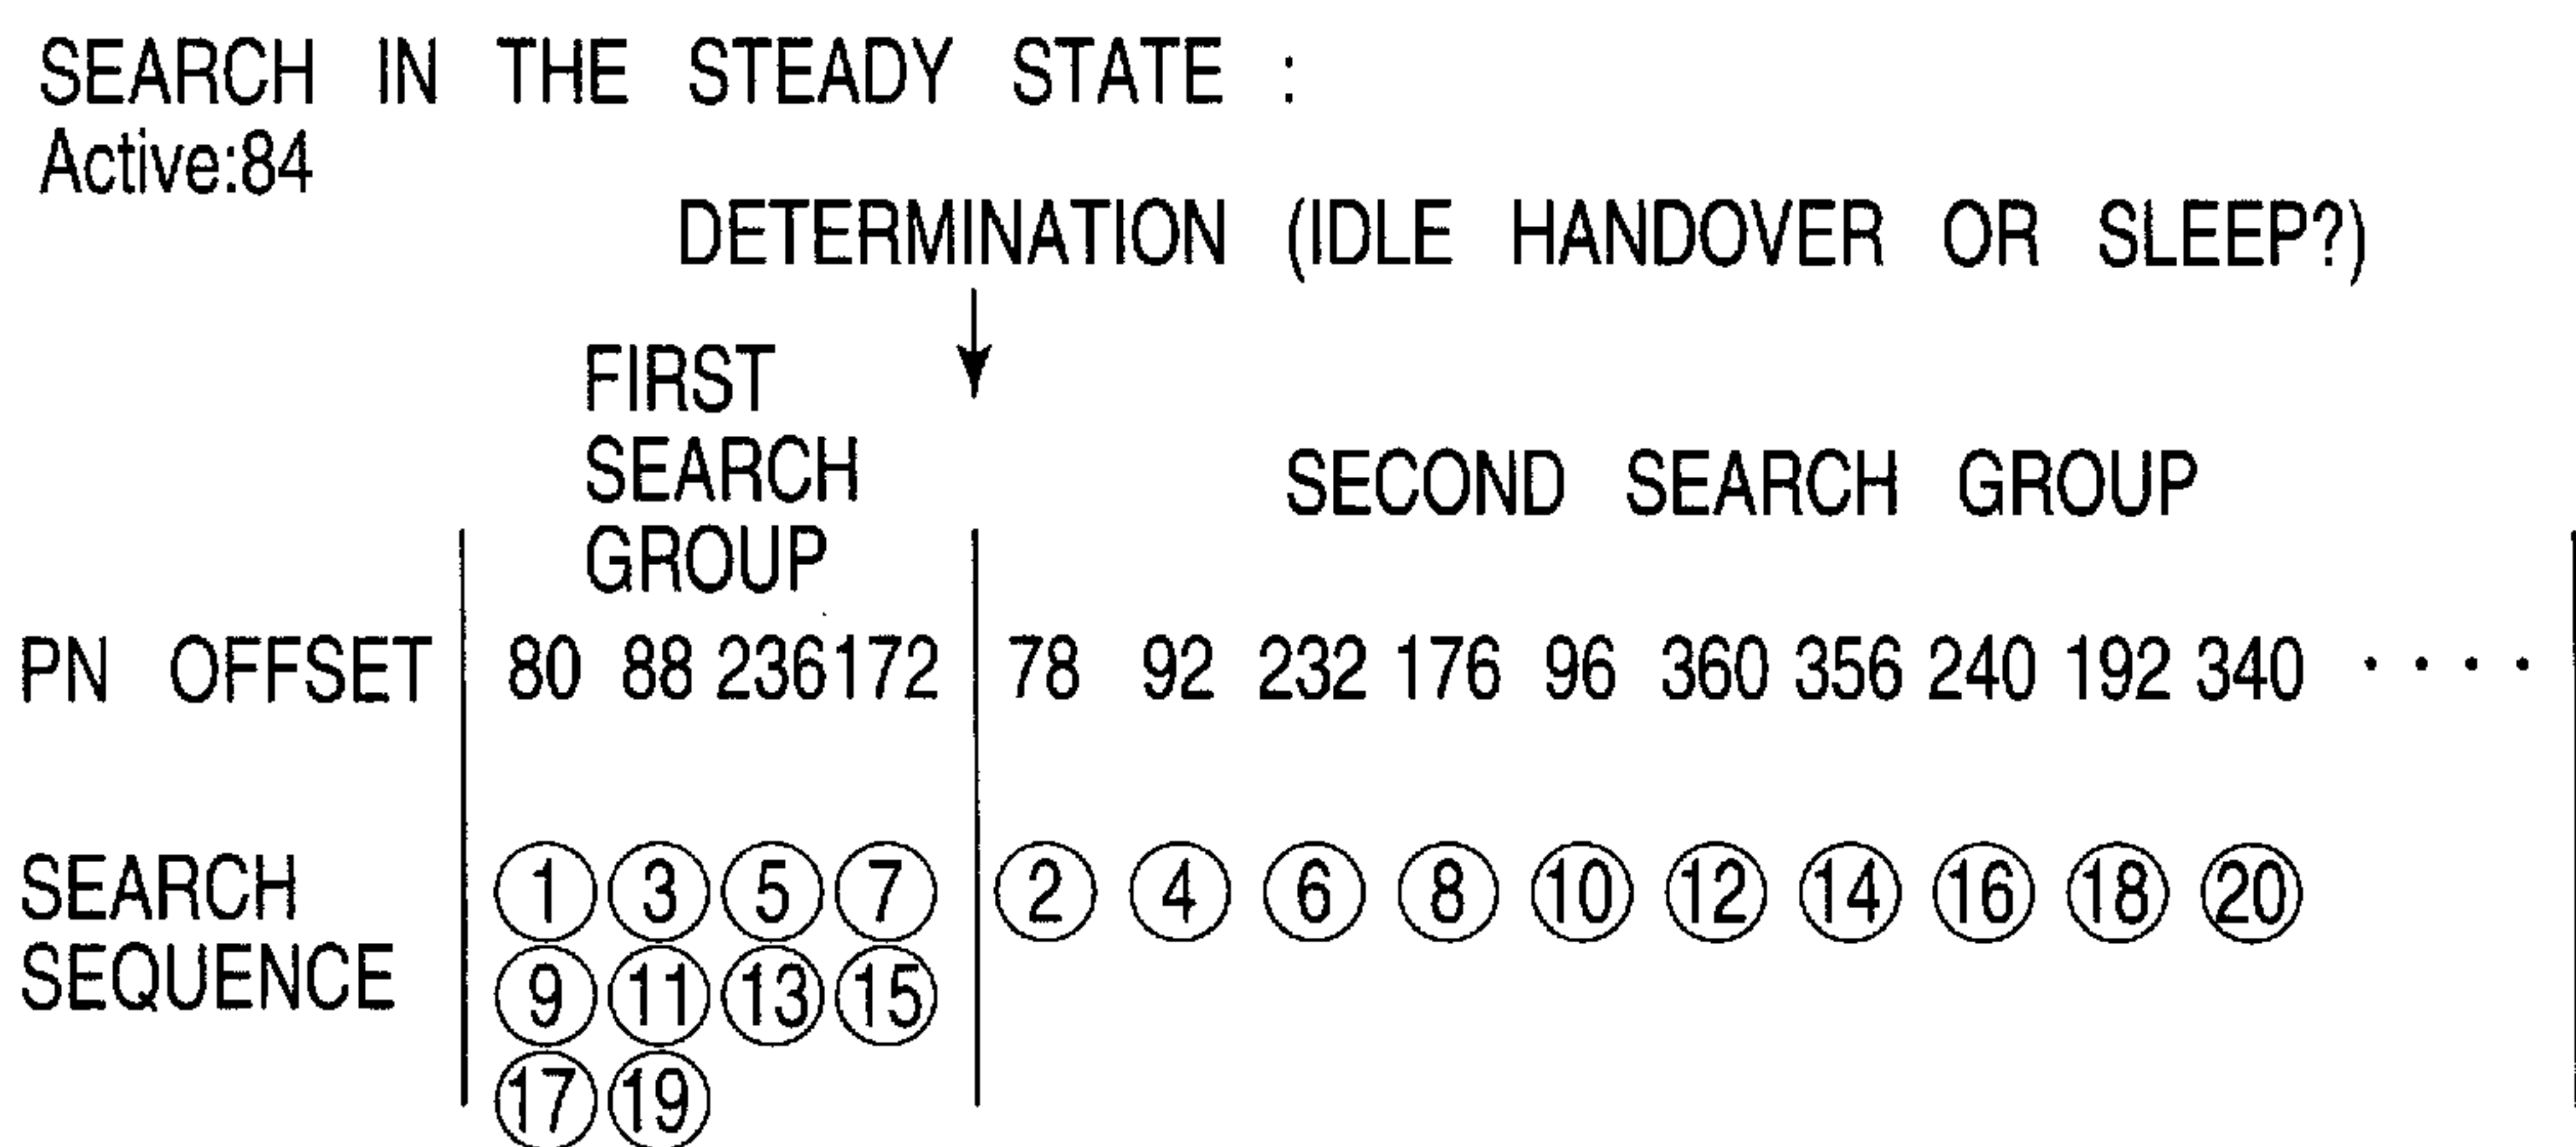 SEARCH IN THE STEADY STATE :
Active:84
DETERMINATION (IDLE HANDOVER OR SLEEP?)
FIRST
SEARCH
GROUP
SECOND SEARCH GROUP
PN OFFSET 80 88 236 172 78 92 232 176 96 360 356 240 192 340 ····
SEARCH
SEQUENCE
① ③ ⑤ ⑦ ② ④ ⑥ ⑧ ⑩ ⑫ ⑭ ⑯ ⑱ ⑳
⑨ ⑪ ⑬ ⑮
⑰ ⑲